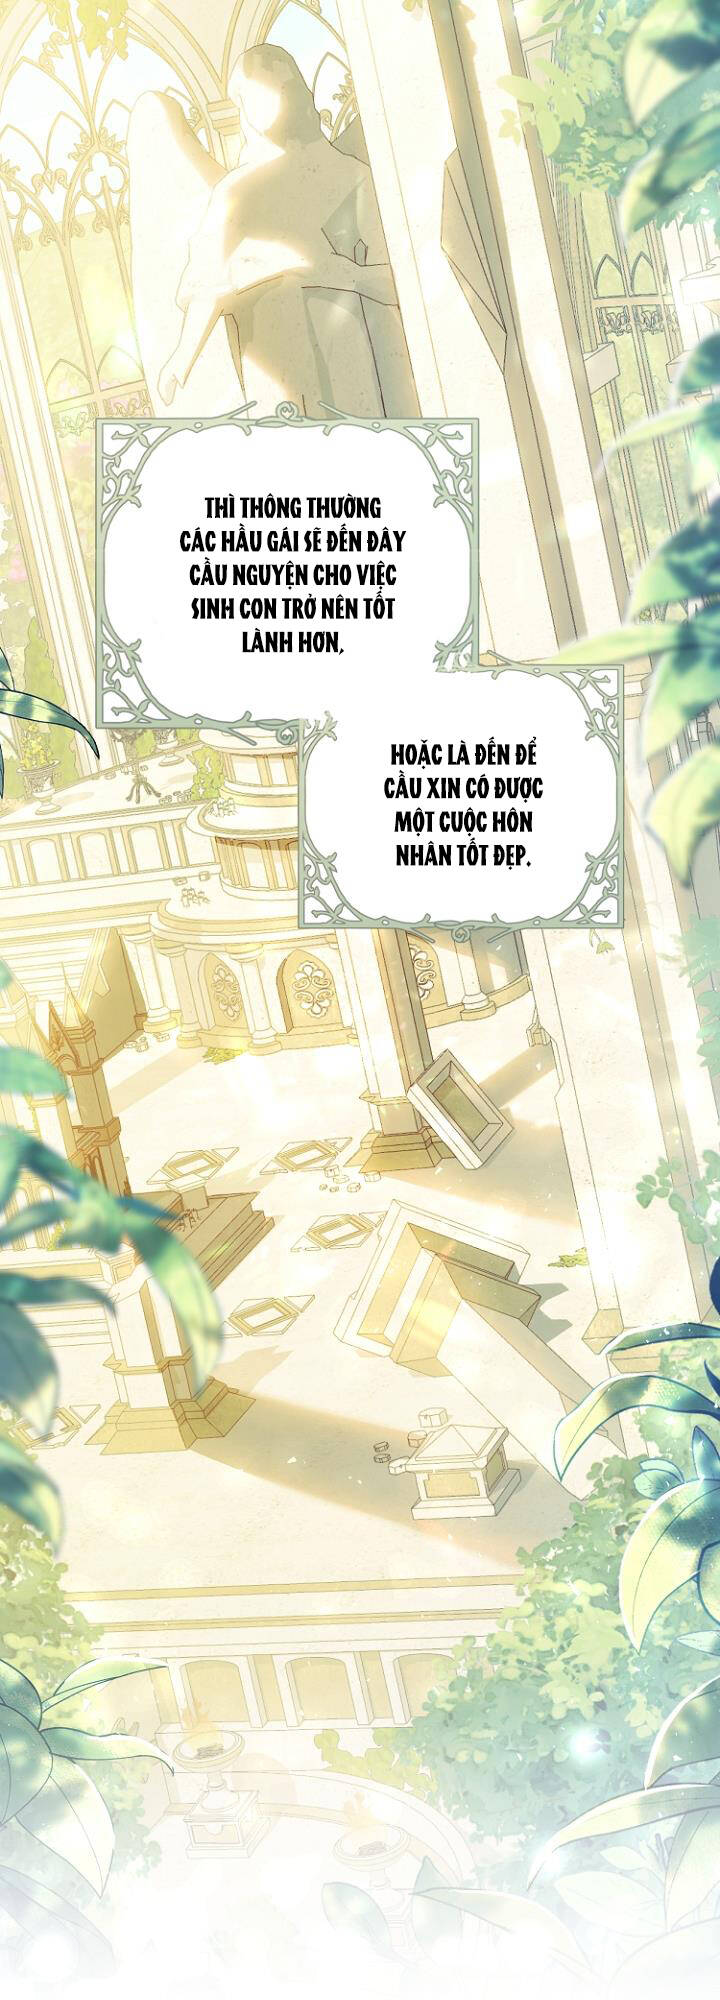 THÌ THÔNG THƯỜNG
CÁC HẦU GÁI SẼ ĐẾN ĐÂY
CẦU NGUYỆN CHO VIỆC
SINH CON TRỞ NÊN TỐT
LÀNH HƠN,
HOẶC LÀ ĐẾN ĐỂ
CẦU XIN CÓ ĐƯỢC
MỘT CUỘC HÔN
NHÂN TỐT ĐẸP.